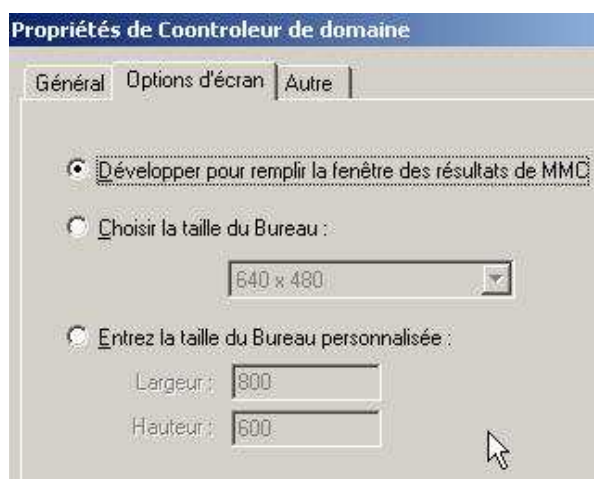 Propriétés de Coontroleur de domaine
Général Options d'écran Autre
Développer pour remplir la fenêtre des résultats de MMC
Choisir la taille du Bureau :
640 x 480
Entrez la taille du Bureau personnalisée :
Largeur : 800
Hauteur : 600